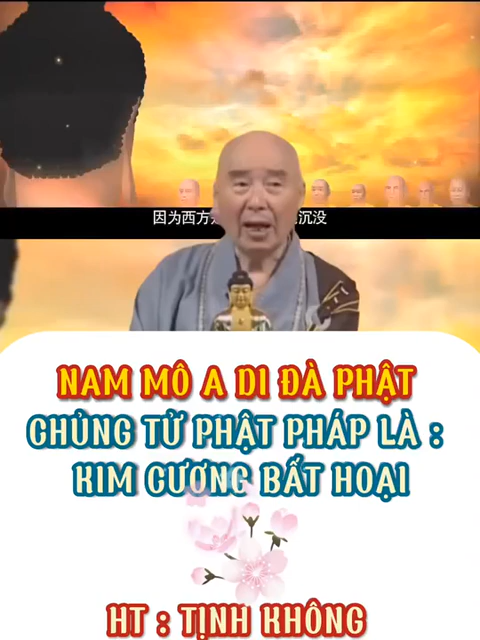 因为西方
沉没
NAM MÔ A DI ĐÀ PHẬT
CHỦNG TỬ PHẬT PHÁP LÀ :
KIM CƯƠNG BẤT HOẠI
HT : TỊNH KHÔNG